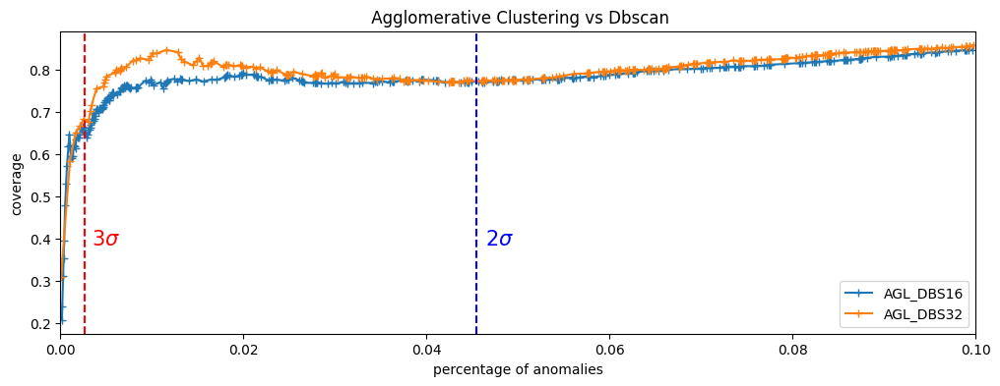 Agglomerative Clustering vs Dbscan
coverage
0.8
0.7
0.6
0.5
0.4
0.3
0.2
3σ
2σ
AGL_DBS16
AGL_DBS32
0.00 0.02 0.04 0.06 0.08 0.10
percentage of anomalies